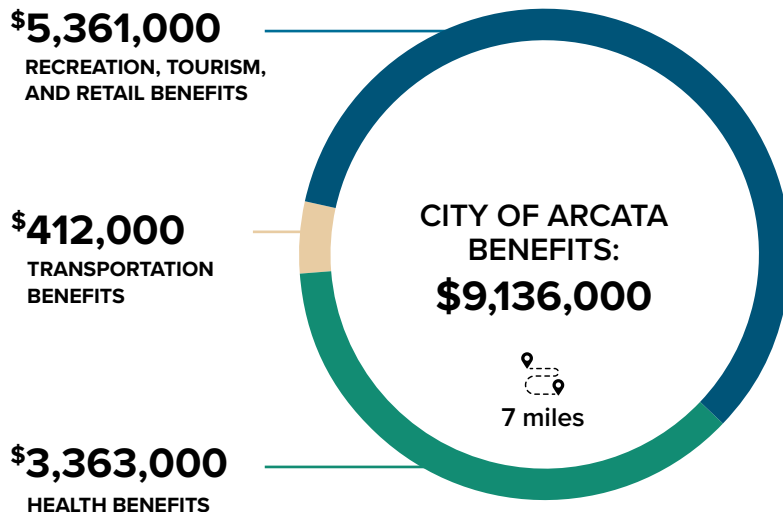 $5,361,000
RECREATION, TOURISM,
AND RETAIL BENEFITS
$412,000
TRANSPORTATION
BENEFITS
$3,363,000
HEALTH BENEFITS
CITY OF ARCATA
BENEFITS:
$9,136,000
7 miles